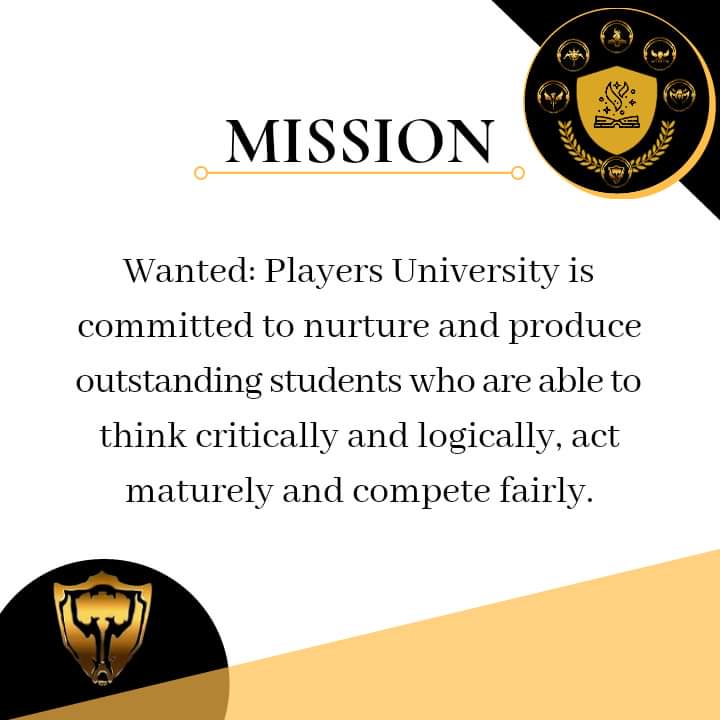 MISSION
Wanted: Players University is
committed to nurture and produce
outstanding students who are able to
think critically and logically, act
maturely and compete fairly.